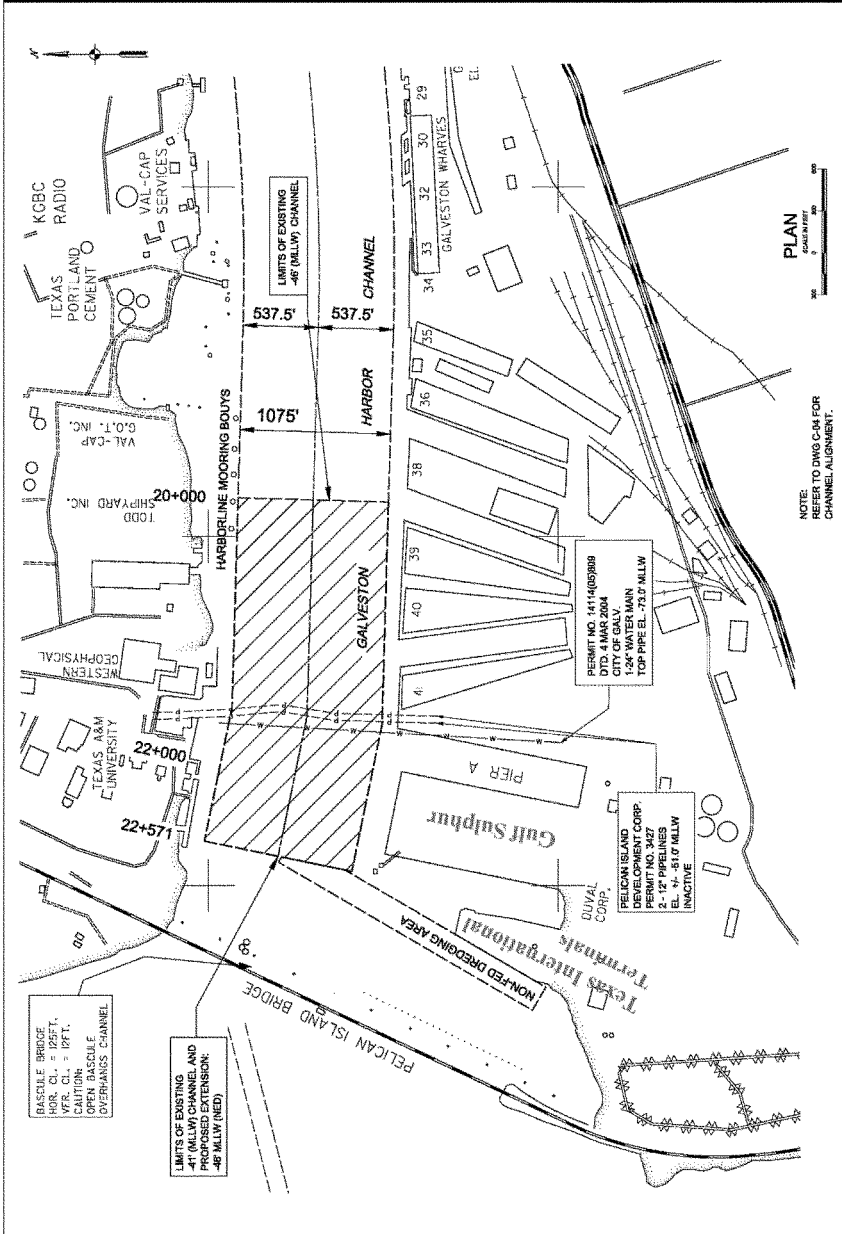 N
KGBC
RADIO
TEXAS
PORTLAND
CEMENT
VAL-CAP
SERVICES
VAL-CAP
G.O.T. INC.
TODD
SHIPYARD INC.
WESTERN
GEOPHYSICAL
TEXAS A&M
UNIVERSITY
HARBORLINE MOORING BOUYS
20+000
22+000
22+571
LIMITS OF EXISTING
-46' (MLLW) CHANNEL
537.5'
537.5'
1075'
GALVESTON
HARBOR
CHANNEL
29
30
32
33
34
GALVESTON WHARVES
35
36
38
39
40
4
PIER A
Gulf Sulphur
DUVAL
CORP.
Texas International
Terminals
NON-FED DREDGING AREA
PELICAN ISLAND BRIDGE
BASCULE BRIDGE
HOR. CL. = 125FT.
VER. CL. = 12FT.
CAUTION:
OPEN BASCULE
OVERHANGS CHANNEL
LIMITS OF EXISTING
-41' (MLLW) CHANNEL AND
PROPOSED EXTENSION:
-46' MLLW (NED)
PERMIT NO. 14114(05)/809
DTD. 4 MAR 2004
CITY OF GALV.
1-24" WATER MAIN
TOP PIPE EL. -73.0' MLLW
PELICAN ISLAND
DEVELOPMENT CORP.
PERMIT NO. 3427
2 - 12" PIPELINES
EL. +/- -51.0' MLLW
INACTIVE
W
W
W
W
PLAN
SCALE IN FEET
0
NOTE:
REFER TO DWG C-04 FOR
CHANNEL ALIGNMENT.